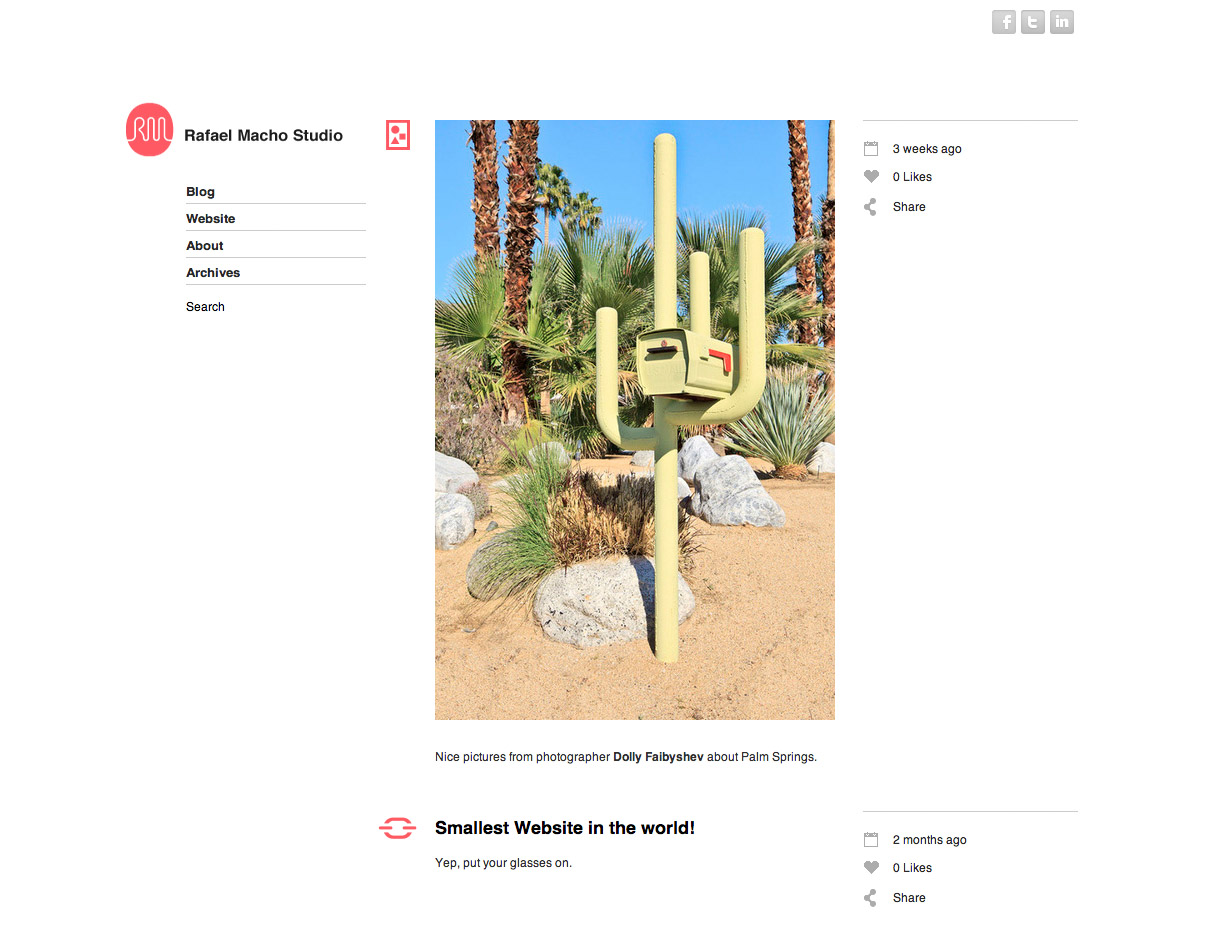 RM
Rafael Macho Studio
Blog
Website
About
Archives
Search
3 weeks ago
0 Likes
Share
Nice pictures from photographer Dolly Faibyshev about Palm Springs.
Smallest Website in the world!
Yep, put your glasses on.
2 months ago
0 Likes
Share